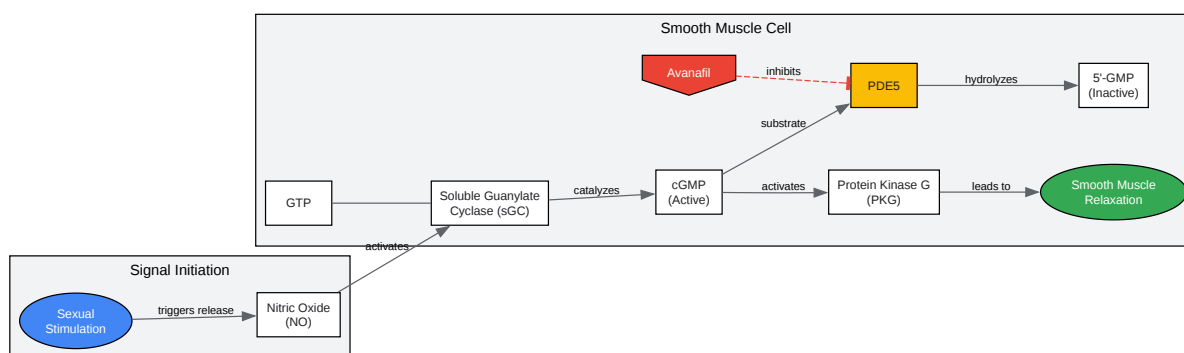 Smooth Muscle Cell
Avanafil
inhibits
PDE5
hydrolyzes
5'-GMP
(Inactive)
substrate
GTP
Soluble Guanylate
Cyclase (sGC)
catalyzes
cGMP
(Active)
activates
Protein Kinase G
(PKG)
leads to
Smooth Muscle
Relaxation
activates
Signal Initiation
Sexual
Stimulation
triggers release
Nitric Oxide
(NO)